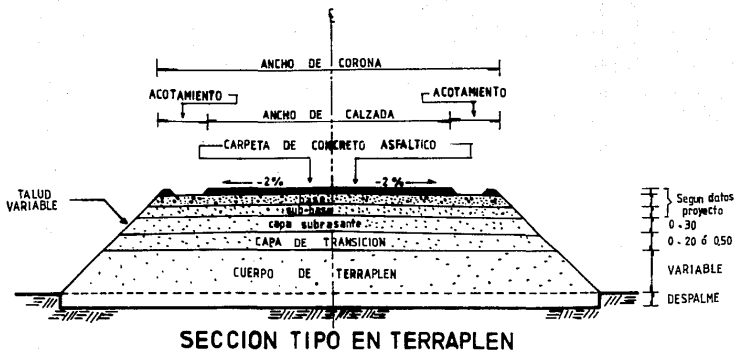 ℄
ANCHO DE CORONA
ACOTAMIENTO
ACOTAMIENTO
ANCHO DE CALZADA
CARPETA DE CONCRETO ASFALTICO
-2%
-2%
TALUD
VARIABLE
sub-base
capa subrasante
CAPA DE TRANSICION
CUERPO DE TERRAPLEN
Segun datos
proyecto
0-30
0-20 ó 0,50
VARIABLE
DESPALME
SECCION TIPO EN TERRAPLEN